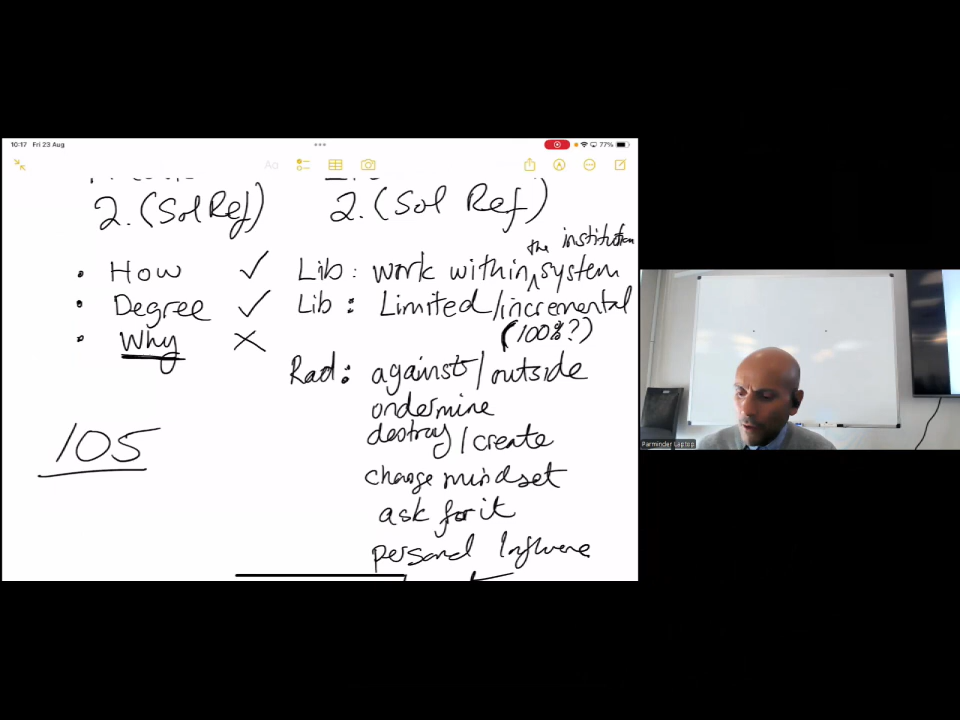 10:17 Fri 23 Aug
77%
Aa
2. (Sol Ref) 2. (Sol Ref)
the institution
• How ✓ Lib: work within ^ system
• Degree ✓ Lib: Limited/incremental
(100%?)
• Why ✗
Rad: against/outside
undermine
destroy/create
105
change mindset
ask for it
personal Influence
Parminder Laptop